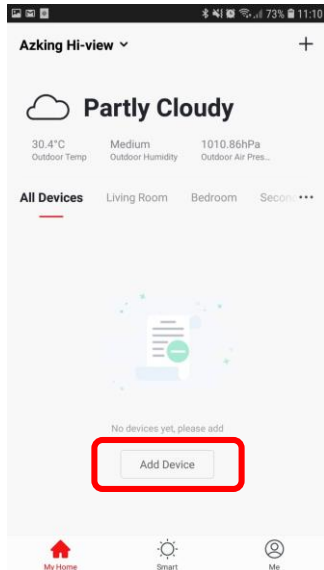 73% 11:10
Azking Hi-view
Partly Cloudy
30.4°C Medium 1010.86hPa
Outdoor Temp Outdoor Humidity Outdoor Air Pres...
All Devices Living Room Bedroom Secon
No devices yet, please add
Add Device
My Home Smart Me